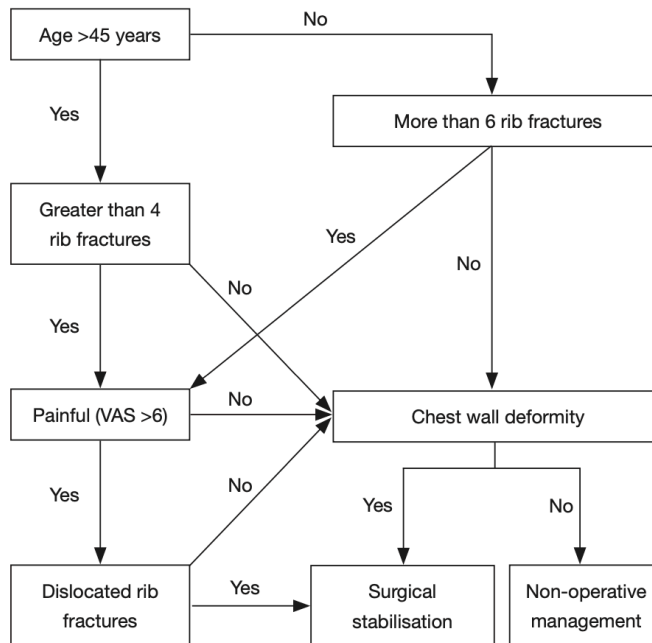 Age >45 years
No
Yes
More than 6 rib fractures
Greater than 4
rib fractures
Yes
No
No
Yes
Painful (VAS >6)
No
Chest wall deformity
Yes
No
Yes
No
Dislocated rib
fractures
Yes
Surgical
stabilisation
Non-operative
management